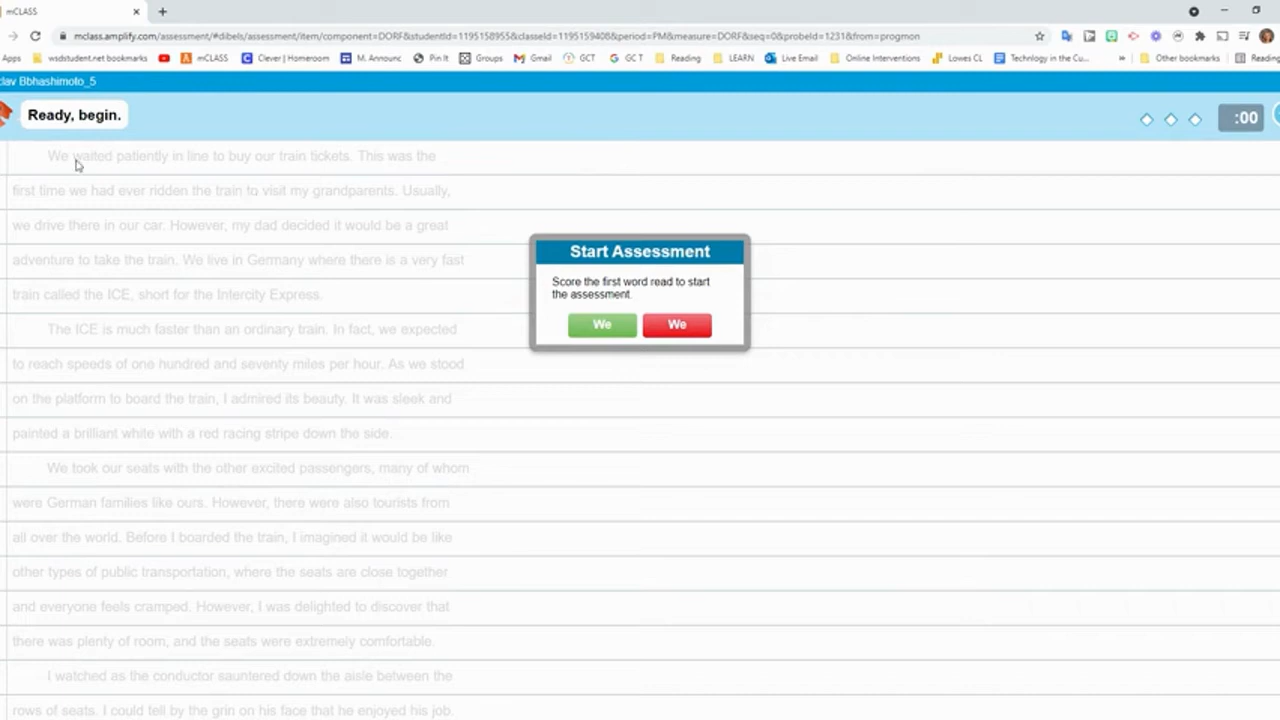 mCLASS
mclass.amplify.com/assessment/#dibels/assessment/item/component=DORF&studentId=1195158955&classId=1195159408&period=PM&measure=DORF&seq=0&probeId=1231&from=progmon
Apps wsdstudent.net bookmarks mCLASS Clever | Homeroom M. Announc Pin It Groups Gmail GCT GC T Reading LEARN Live Email Online Interventions Lowes CL Technlogy in the Cu... » Other bookmarks Reading
clav Bbhashimoto_5
Ready, begin.
:00
We waited patiently in line to buy our train tickets. This was the
first time we had ever ridden the train to visit my grandparents. Usually,
we drive there in our car. However, my dad decided it would be a great
adventure to take the train. We live in Germany where there is a very fast
train called the ICE, short for the Intercity Express.
The ICE is much faster than an ordinary train. In fact, we expected
to reach speeds of one hundred and seventy miles per hour. As we stood
on the platform to board the train, I admired its beauty. It was sleek and
painted a brilliant white with a red racing stripe down the side.
We took our seats with the other excited passengers, many of whom
were German families like ours. However, there were also tourists from
all over the world. Before I boarded the train, I imagined it would be like
other types of public transportation, where the seats are close together
and everyone feels cramped. However, I was delighted to discover that
there was plenty of room, and the seats were extremely comfortable.
I watched as the conductor sauntered down the aisle between the
rows of seats. I could tell by the grin on his face that he enjoyed his job.
Start Assessment
Score the first word read to start
the assessment.
We We